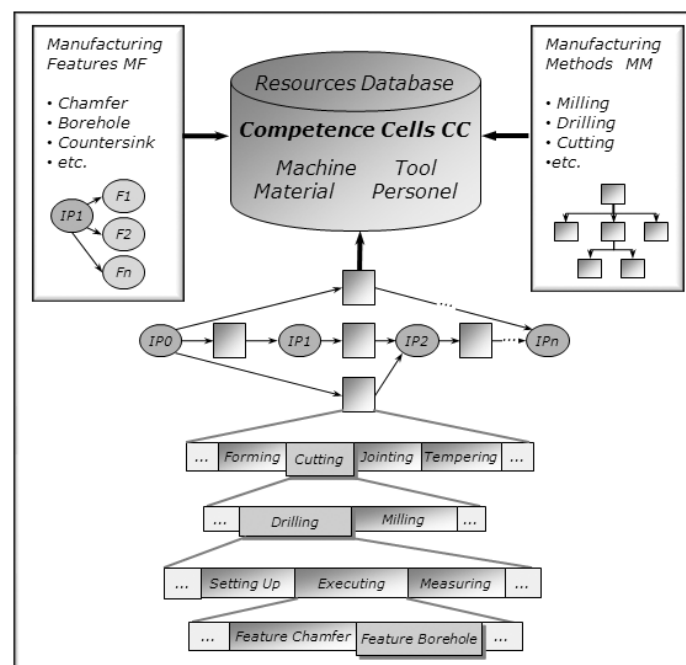 Manufacturing
Features MF
• Chamfer
• Borehole
• Countersink
• etc.
IP1
F1
F2
Fn
Resources Database
Competence Cells CC
Machine Tool
Material Personel
Manufacturing
Methods MM
• Milling
• Drilling
• Cutting
•etc.
...
IP0 IP1 IP2 ... IPn
... Forming Cutting Jointing Tempering ...
... Drilling Milling ...
... Setting Up Executing Measuring ...
... Feature Chamfer Feature Borehole ...